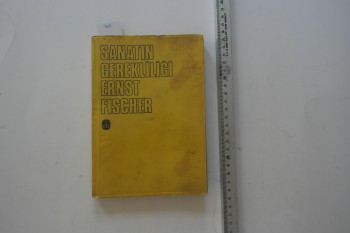 SANATIN
GEREKLİLİĞİ
ERNST
FISCHER